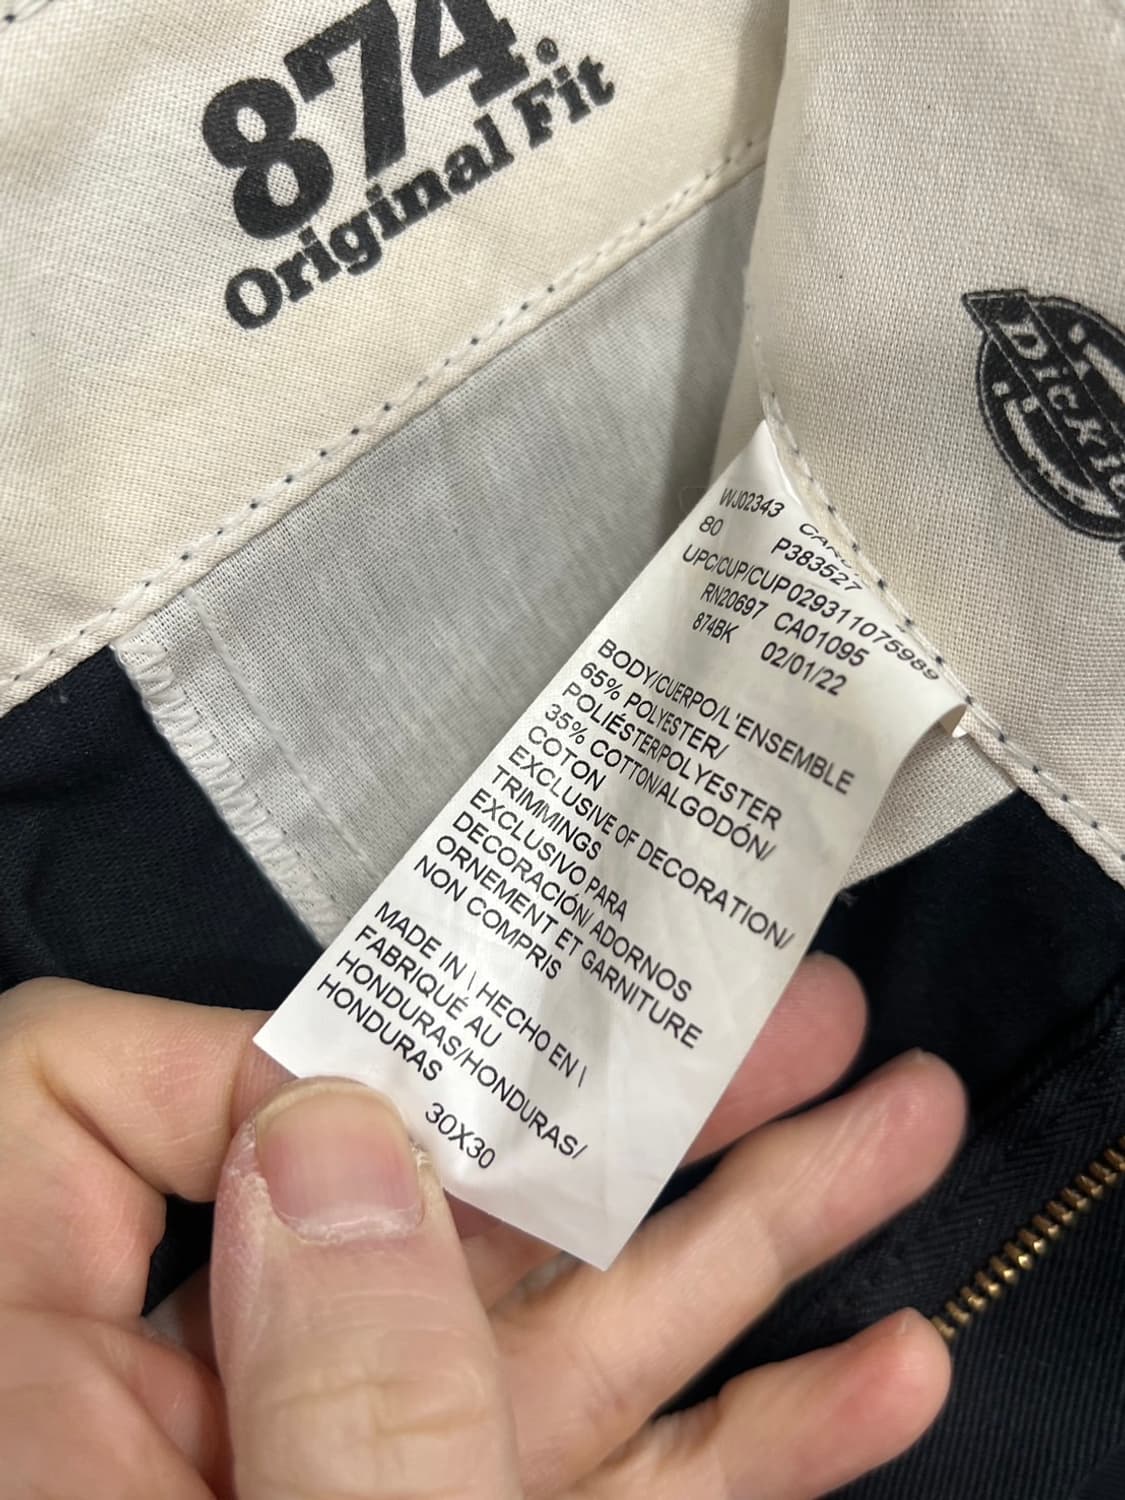 874®
Original Fit
Dickies
WJ02343
80 P383527
UPC/CUP/CUP029311075989
RN20697 CA01095
874BK 02/01/22
BODY/CUERPO/L'ENSEMBLE
65% POLYESTER/
POLIÉSTER/POLYESTER
35% COTTON/ALGODÓN/
COTON
EXCLUSIVE OF DECORATION/
TRIMMINGS
EXCLUSIVO PARA
DECORACIÓN/ ADORNOS
ORNEMENT ET GARNITURE
NON COMPRIS
MADE IN \ HECHO EN \
FABRIQUÉ AU
HONDURAS/HONDURAS/
HONDURAS
30X30